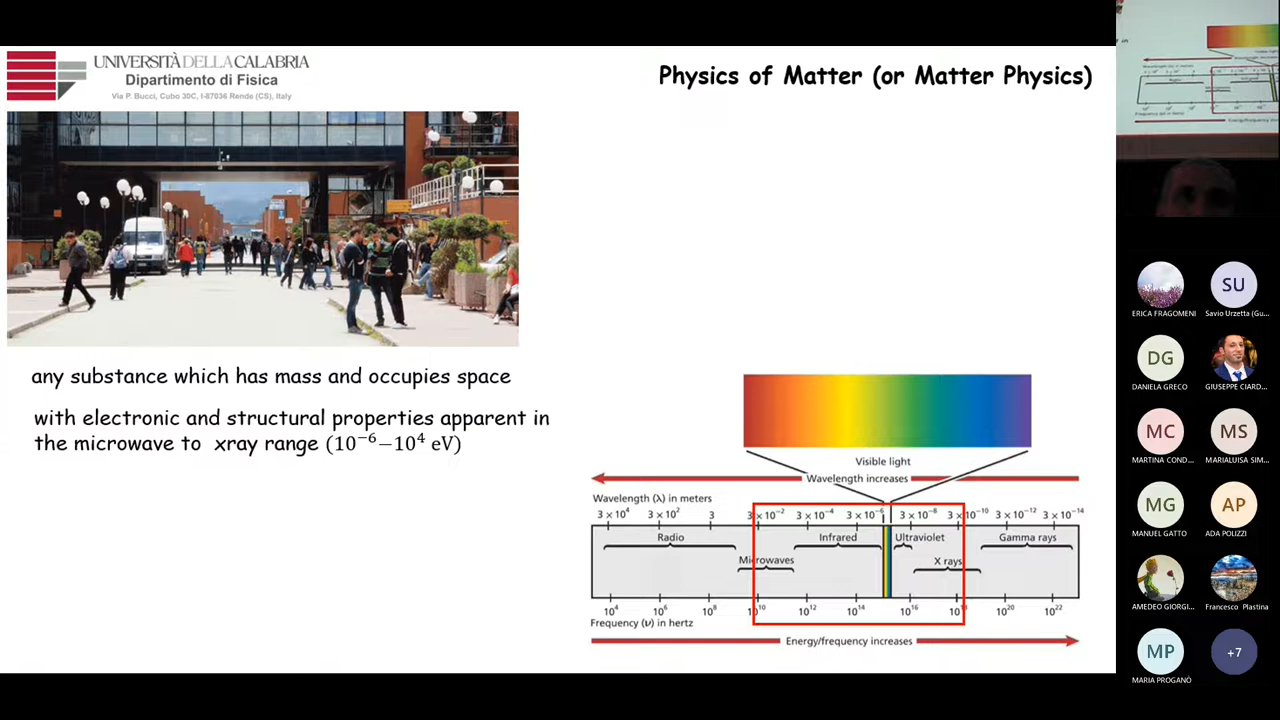 UNIVERSITÀ DELLA CALABRIA
Dipartimento di Fisica
Via P. Bucci, Cubo 30C, I-87036 Rende (CS), Italy
Physics of Matter (or Matter Physics)
any substance which has mass and occupies space
with electronic and structural properties apparent in
the microwave to xray range (10⁻⁶−10⁴ eV)
Visible light
Wavelength increases
Wavelength (λ) in meters
3 × 10⁴ 3 × 10² 3 3 × 10⁻² 3 × 10⁻⁴ 3 × 10⁻⁶ 3 × 10⁻⁸ 3 × 10⁻¹⁰ 3 × 10⁻¹² 3 × 10⁻¹⁴
Radio Infrared Ultraviolet Gamma rays
Microwaves X rays
10⁴ 10⁶ 10⁸ 10¹⁰ 10¹² 10¹⁴ 10¹⁶ 10¹⁸ 10²⁰ 10²²
Frequency (ν) in hertz
Energy/frequency increases
SU
ERICA FRAGOMENI Savio Urzetta (Gu...
DG
DANIELA GRECO GIUSEPPE CIARD...
MC MS
MARTINA COND... MARIALUISA SIM...
MG AP
MANUEL GATTO ADA POLIZZI
AMEDEO GIORGI... Francesco Plastina
MP +7
MARIA PROGANÒ